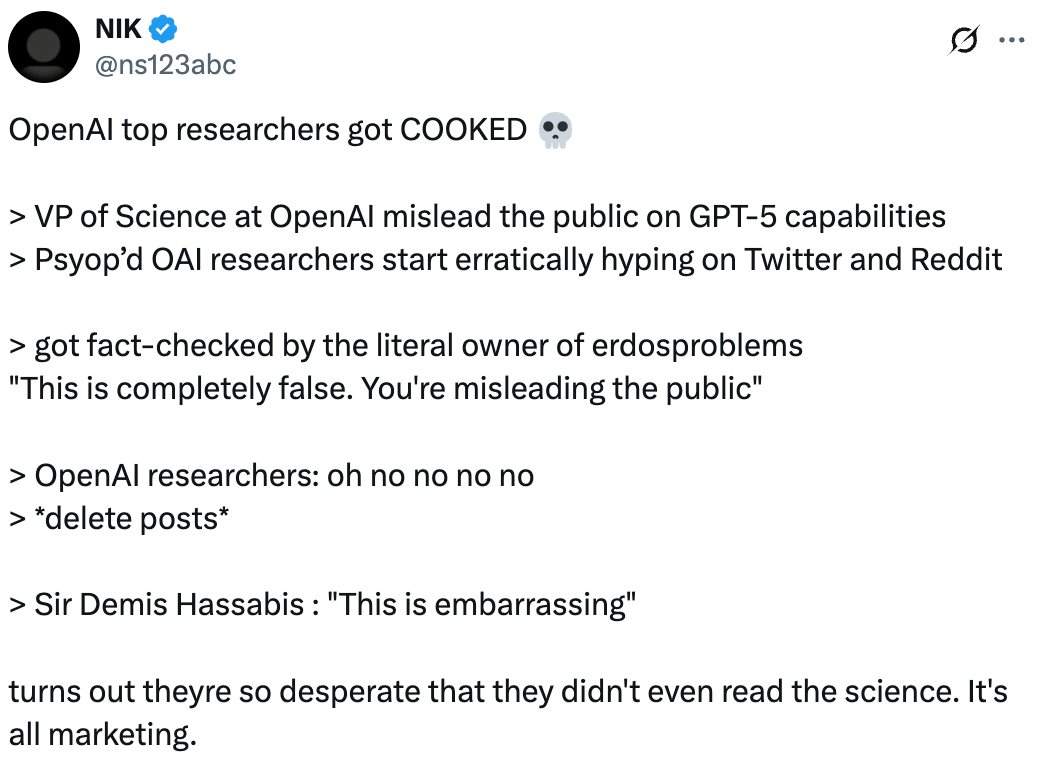 NIK
@ns123abc
OpenAI top researchers got COOKED 💀
> VP of Science at OpenAI mislead the public on GPT-5 capabilities
> Psyop’d OAI researchers start erratically hyping on Twitter and Reddit
> got fact-checked by the literal owner of erdosproblems
"This is completely false. You're misleading the public"
> OpenAI researchers: oh no no no no
> *delete posts*
> Sir Demis Hassabis : "This is embarrassing"
turns out theyre so desperate that they didn't even read the science. It's
all marketing.